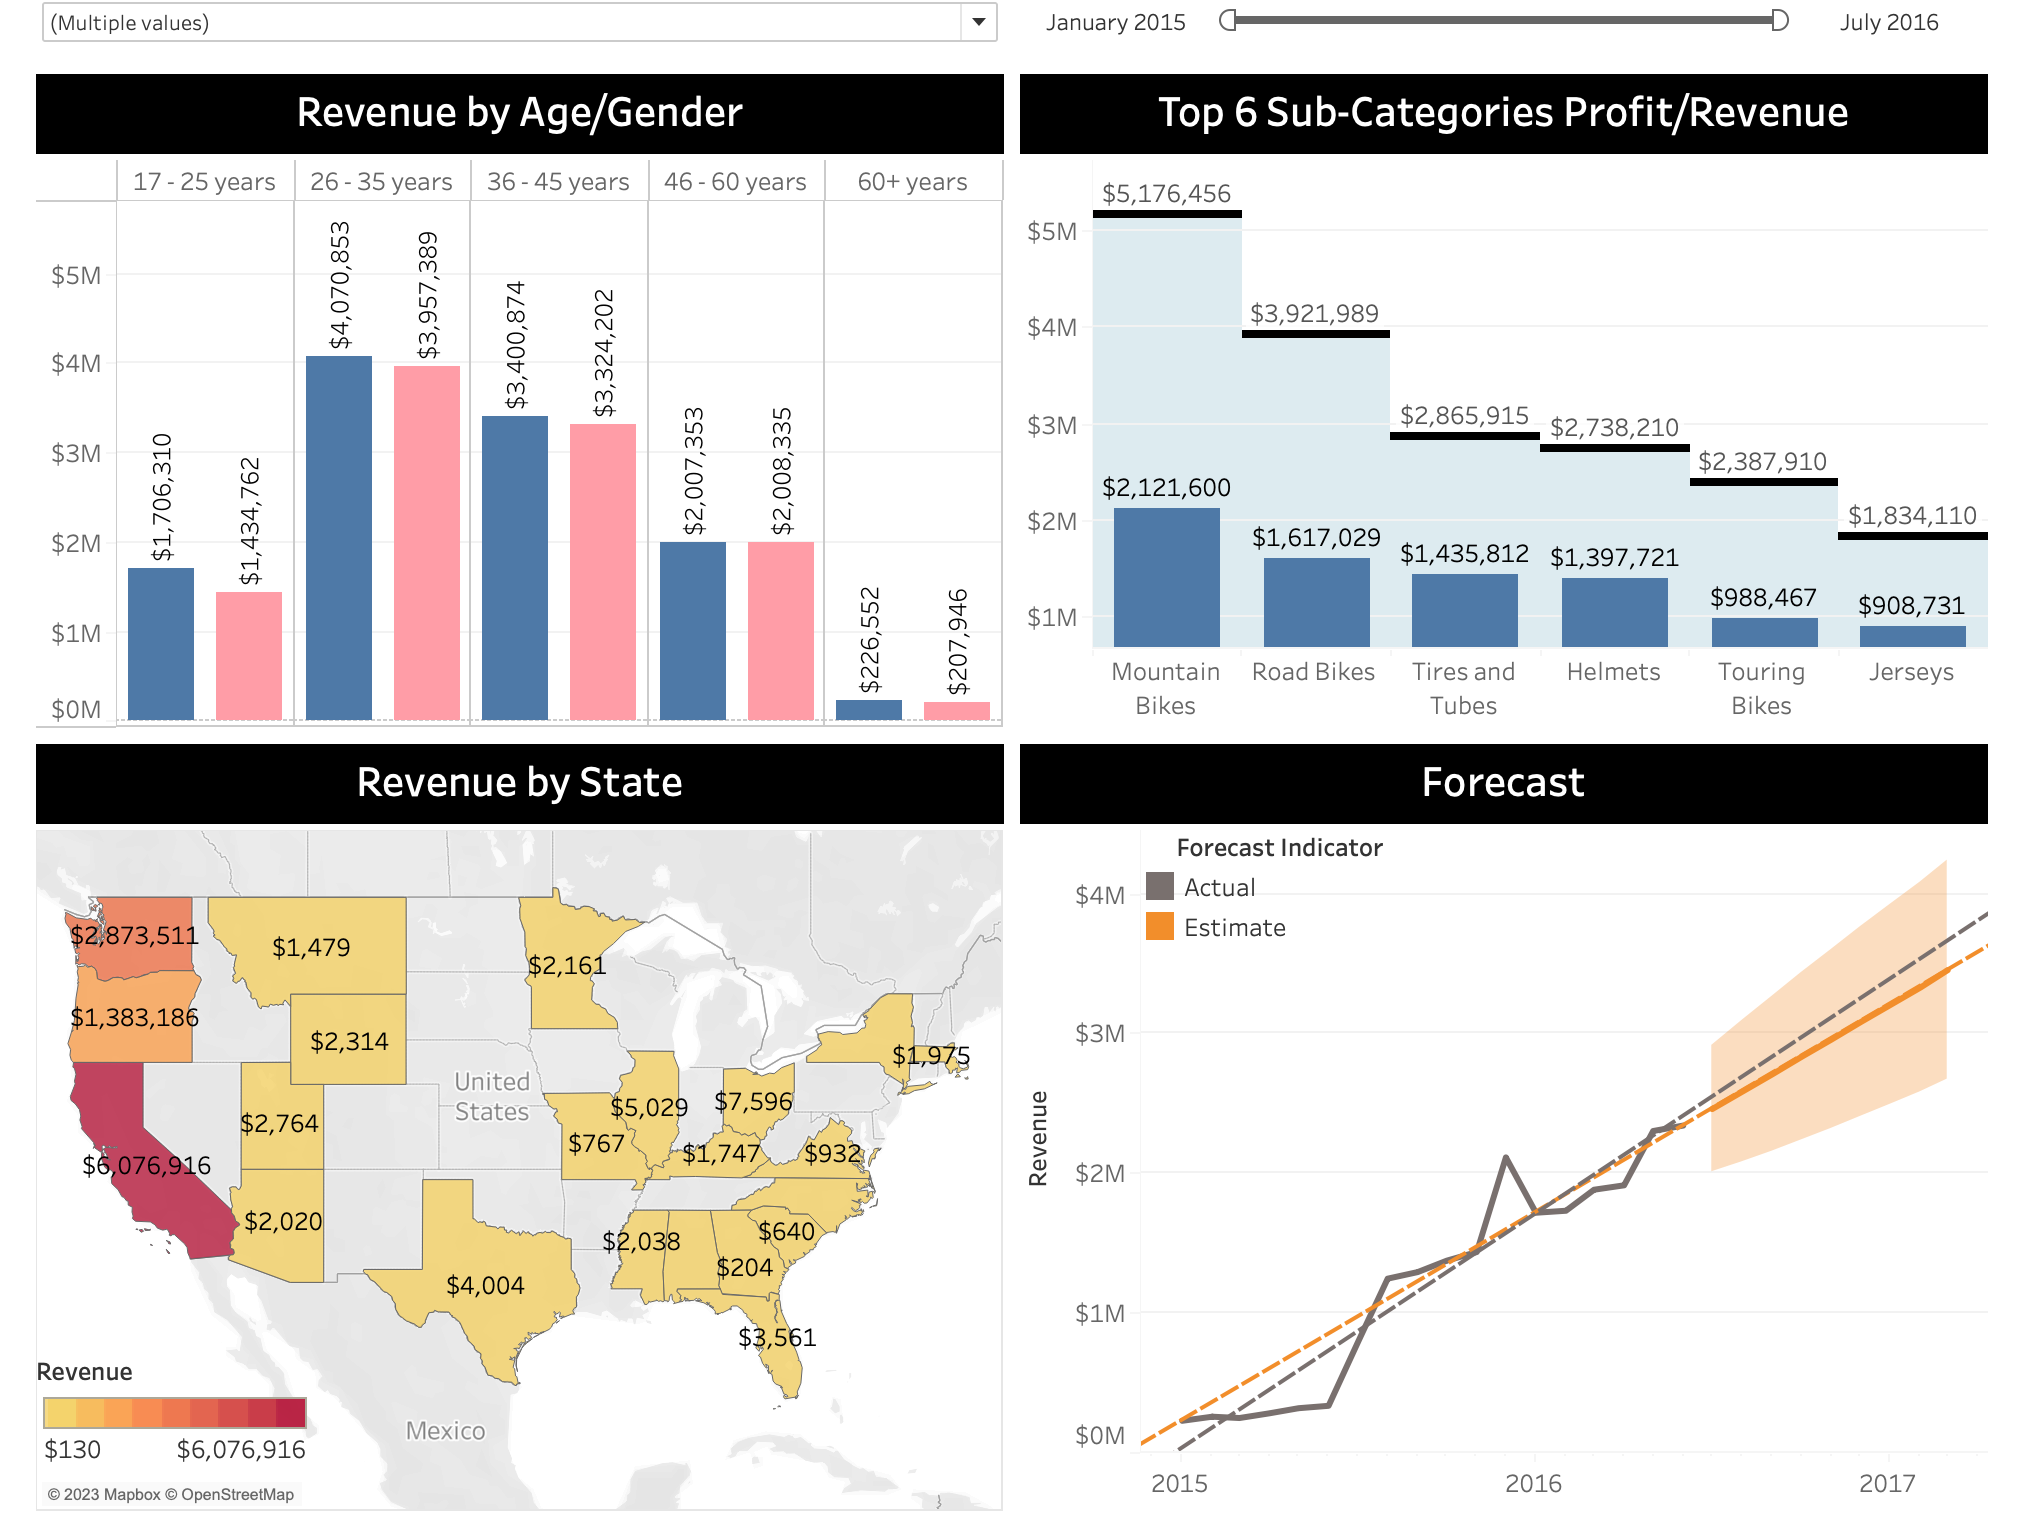 (Multiple values)
January 2015
July 2016
Revenue by Age/Gender
17 - 25 years
26 - 35 years
36 - 45 years
46 - 60 years
60+ years
$5M
$4M
$3M
$2M
$1M
$0M
$1,706,310
$1,434,762
$4,070,853
$3,957,389
$3,400,874
$3,324,202
$2,007,353
$2,008,335
$226,552
$207,946
Top 6 Sub-Categories Profit/Revenue
$5M
$4M
$3M
$2M
$1M
$5,176,456
$3,921,989
$2,865,915
$2,738,210
$2,387,910
$1,834,110
$2,121,600
$1,617,029
$1,435,812
$1,397,721
$988,467
$908,731
Mountain
Bikes
Road Bikes
Tires and
Tubes
Helmets
Touring
Bikes
Jerseys
Revenue by State
$2,873,511
$1,479
$2,161
$1,383,186
$2,314
$1,975
United
States
$2,764
$5,029
$7,596
$767
$1,747
$932
$6,076,916
$2,020
$2,038
$640
$204
$4,004
$3,561
Mexico
Revenue
$130
$6,076,916
© 2023 Mapbox © OpenStreetMap
Forecast
Forecast Indicator
Actual
Estimate
Revenue
$4M
$3M
$2M
$1M
$0M
2015
2016
2017